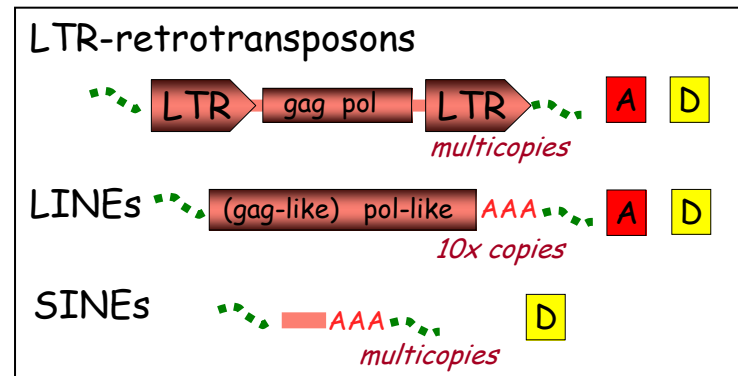 LTR-retrotransposons
LTR gag pol LTR A D
multicopies
LINEs (gag-like) pol-like AAA A D
10x copies
SINEs AAA D
multicopies